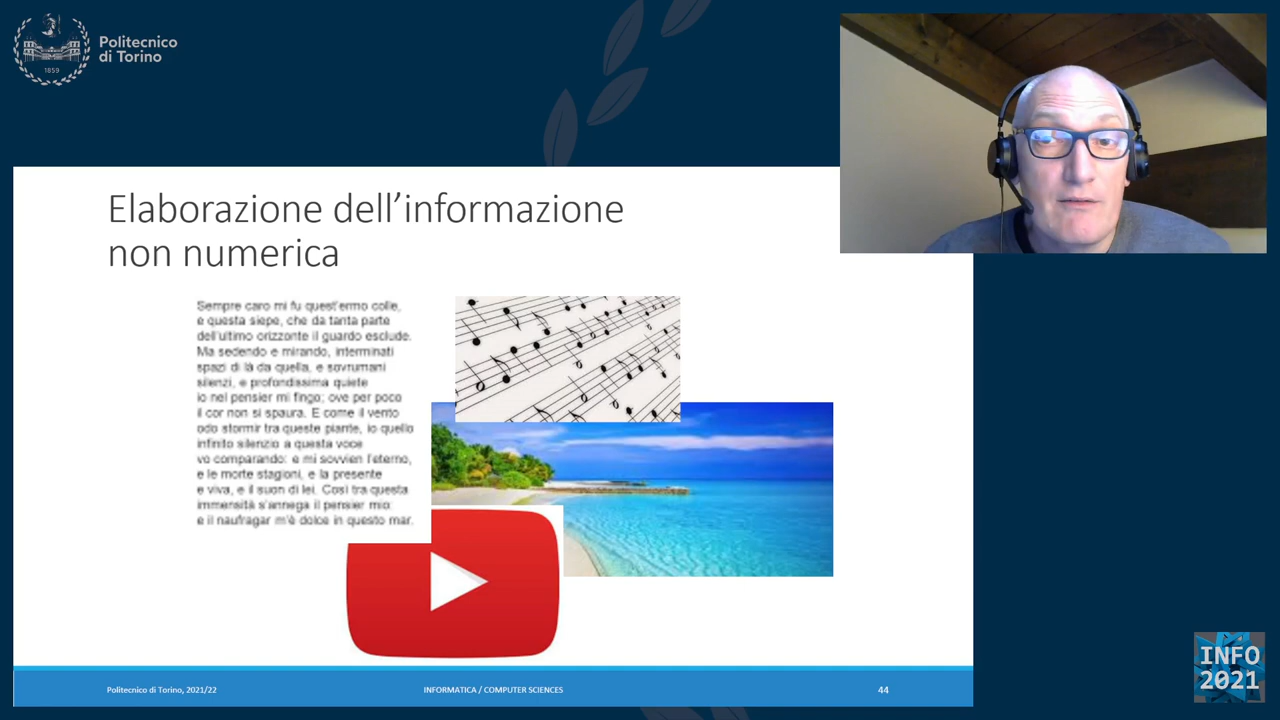 Politecnico
di Torino
1859
Elaborazione dell’informazione
non numerica
Sempre caro mi fu quest'ermo colle,
e questa siepe, che da tanta parte
dell'ultimo orizzonte il guardo esclude.
Ma sedendo e mirando, interminati
spazi di là da quella, e sovrumani
silenzi, e profondissima quiete
io nel pensier mi fingo; ove per poco
il cor non si spaura. E come il vento
odo stormir tra queste piante, io quello
infinito silenzio a questa voce
vo comparando: e mi sovvien l'eterno,
e le morte stagioni, e la presente
e viva, e il suon di lei. Così tra questa
immensità s'annega il pensier mio:
e il naufragar m'è dolce in questo mar.
Politecnico di Torino, 2021/22
INFORMATICA / COMPUTER SCIENCES
44
INFO
2021